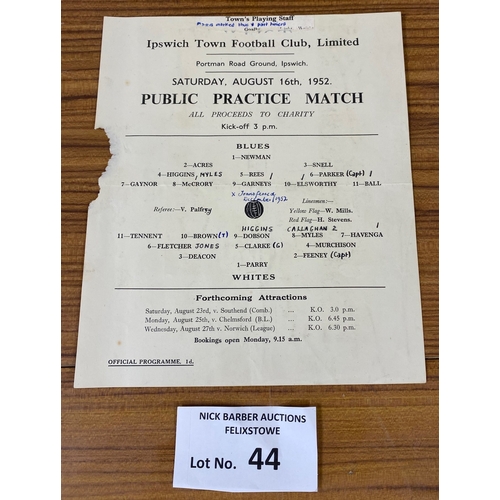 Town's Playing Staff
Ipswich Town Football Club, Limited
Portman Road Ground, Ipswich.
SATURDAY, AUGUST 16th, 1952.
PUBLIC PRACTICE MATCH
ALL PROCEEDS TO CHARITY
Kick-off 3 p.m.
BLUES
1—NEWMAN
2—ACRES 3—SNELL
4—HIGGINS, MYLES 5—REES / / 6—PARKER (Capt) /
7—GAYNOR 8—McCRORY 9—GARNEYS 10—ELSWORTHY 11—BALL
x Transferred
October 1952
Referee:—V. Palfrey Linesmen:—
Yellow Flag—W. Mills.
Red Flag—H. Stevens.
HIGGINS CALLAGHAN 2 /
11—TENNENT 10—BROWN (T) 9—DOBSON 8—MYLES 7—HAVENGA
6—FLETCHER JONES 5—CLARKE (G) 4—MURCHISON
3—DEACON 2—FEENEY (Capt)
1—PARRY
WHITES
Forthcoming Attractions
Saturday, August 23rd, v. Southend (Comb.) ... K.O. 3.0 p.m.
Monday, August 25th, v. Chelmsford (B.L.) ... K.O. 6.45 p.m.
Wednesday, August 27th v. Norwich (League) ... K.O. 6.30 p.m.
Bookings open Monday, 9.15 a.m.
OFFICIAL PROGRAMME, 1d.
NICK BARBER AUCTIONS
FELIXSTOWE
Lot No. 44